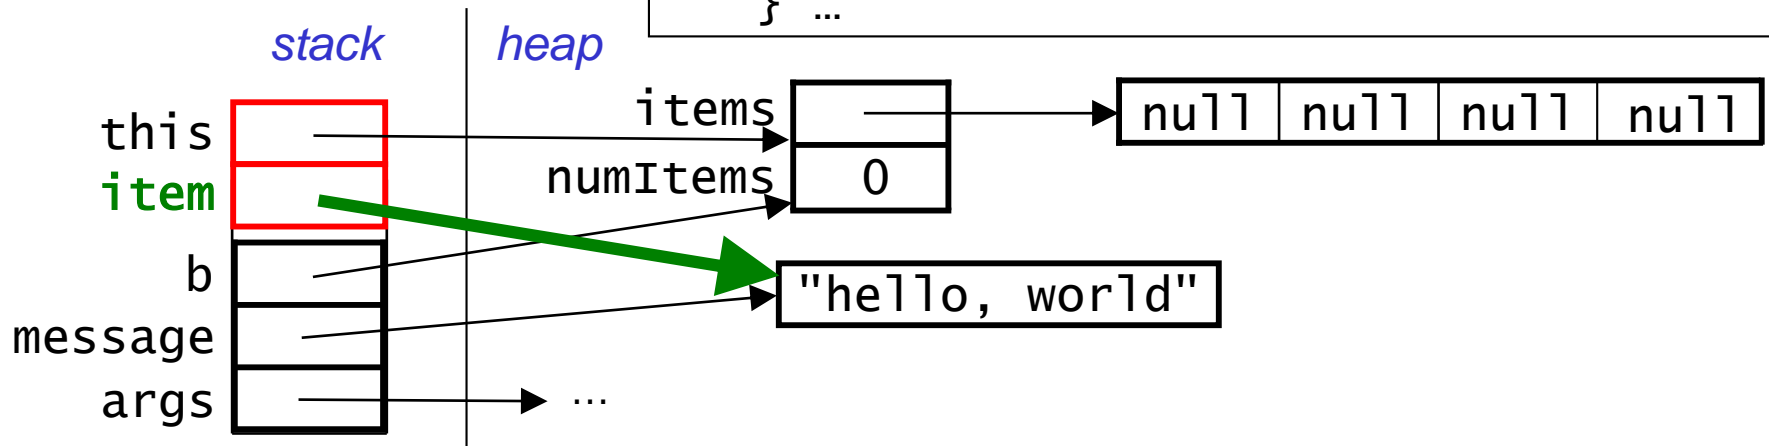 } …
stack heap
items null null null null
this
numItems 0
item
b
"hello, world"
message
args …